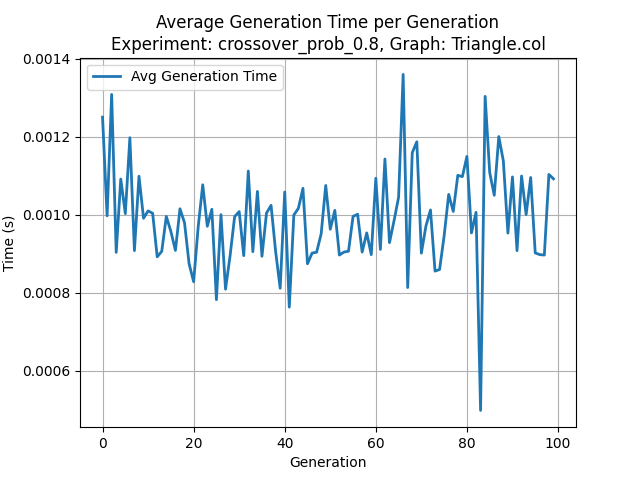 Average Generation Time per Generation
Experiment: crossover_prob_0.8, Graph: Triangle.col
Avg Generation Time
0.0014
0.0012
0.0010
0.0008
0.0006
Time (s)
0 20 40 60 80 100
Generation